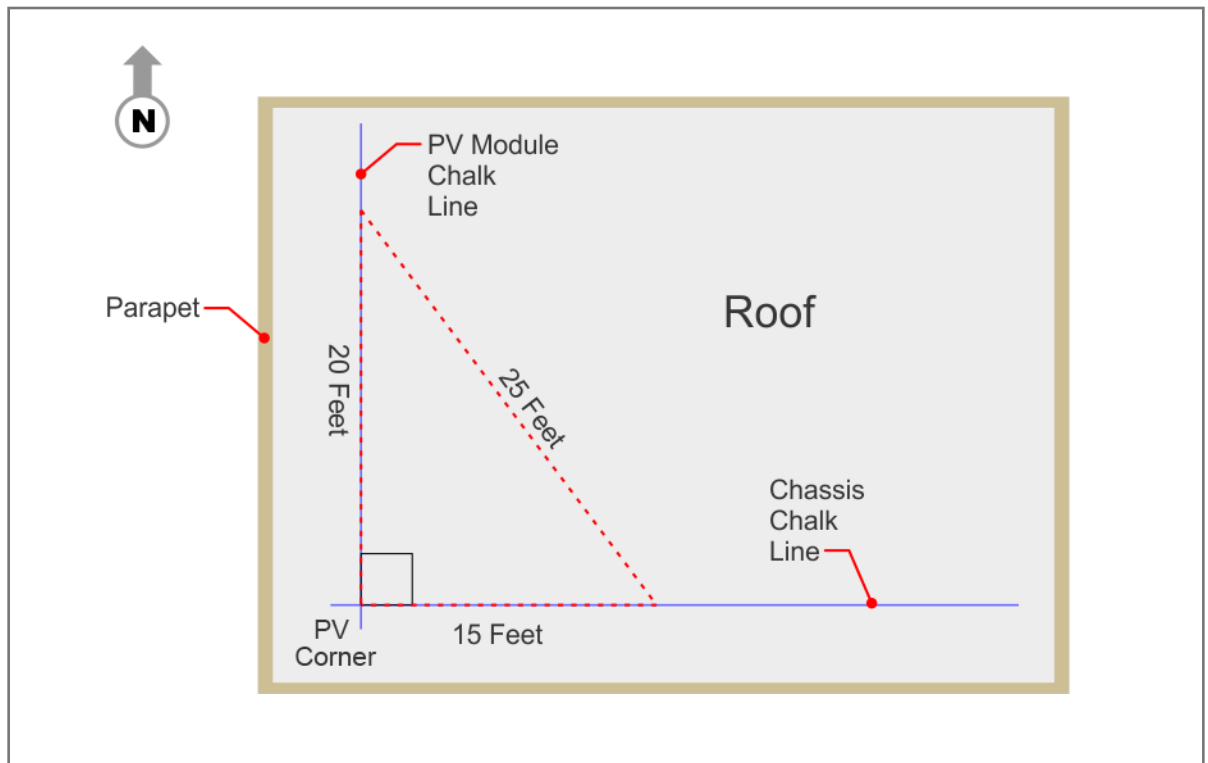 N
PV Module
Chalk
Line
Parapet
Roof
20 Feet
25 Feet
Chassis
Chalk
Line
15 Feet
PV
Corner